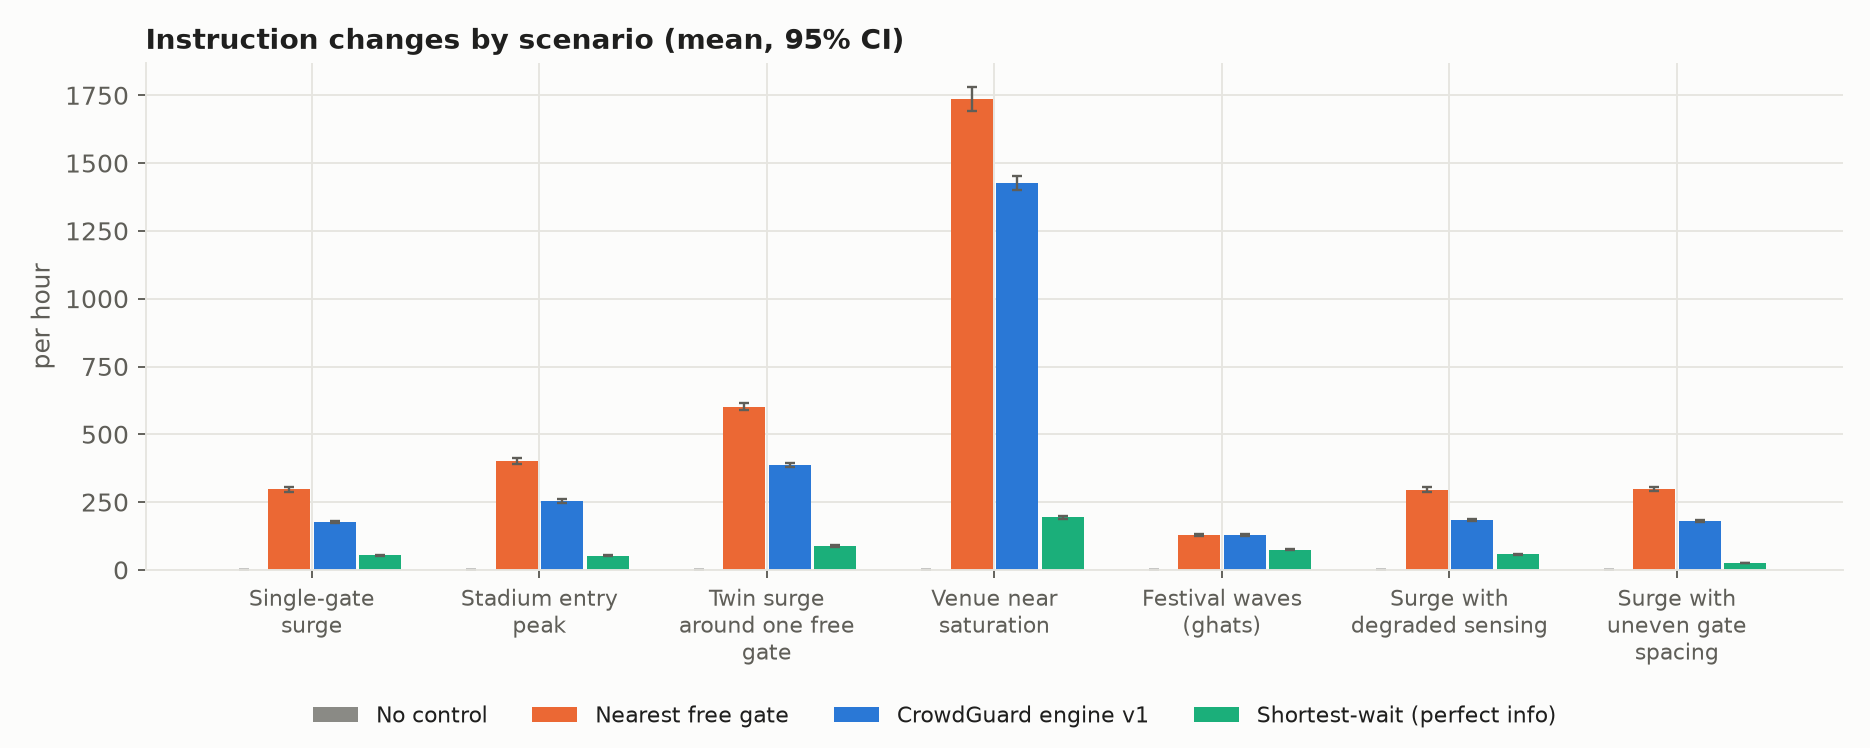 Instruction changes by scenario (mean, 95% CI)
per hour
1750
1500
1250
1000
750
500
250
0
Single-gate
surge
Stadium entry
peak
Twin surge
around one free
gate
Venue near
saturation
Festival waves
(ghats)
Surge with
degraded sensing
Surge with
uneven gate
spacing
No control
Nearest free gate
CrowdGuard engine v1
Shortest-wait (perfect info)